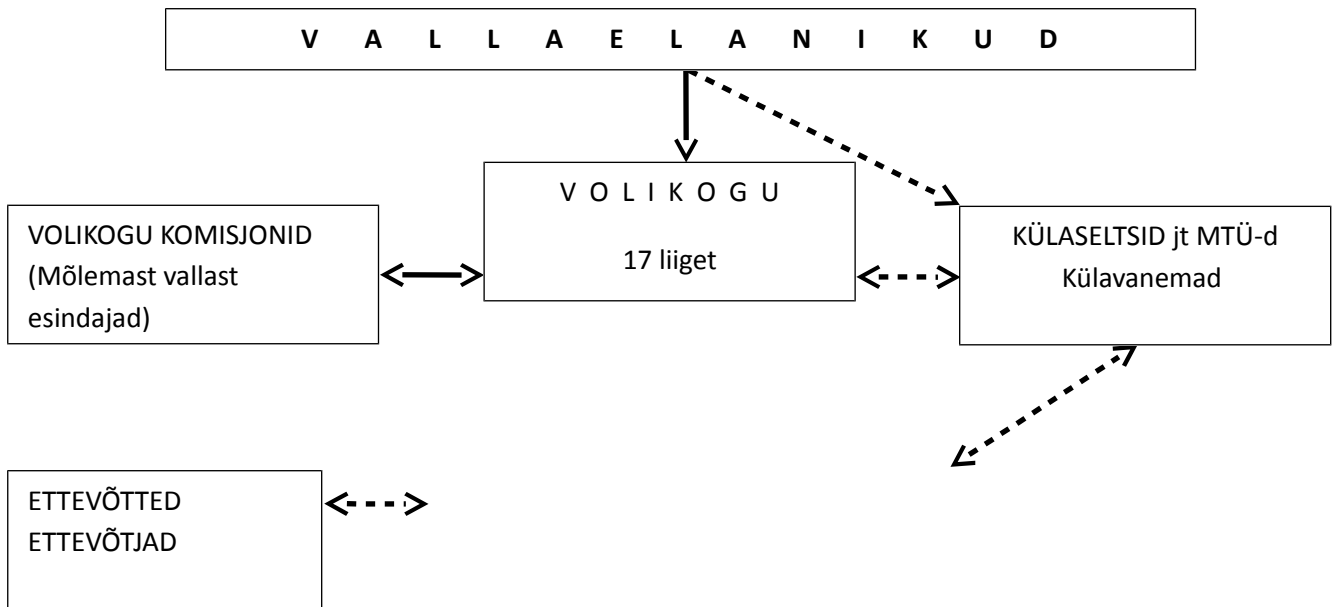 V A L L A E L A N I K U D
V O L I K O G U
17 liiget
VOLIKOGU KOMISJONID
(Mõlemast vallast
esindajad)
KÜLASELTSID jt MTÜ-d
Külavanemad
ETTEVÕTTED
ETTEVÕTJAD